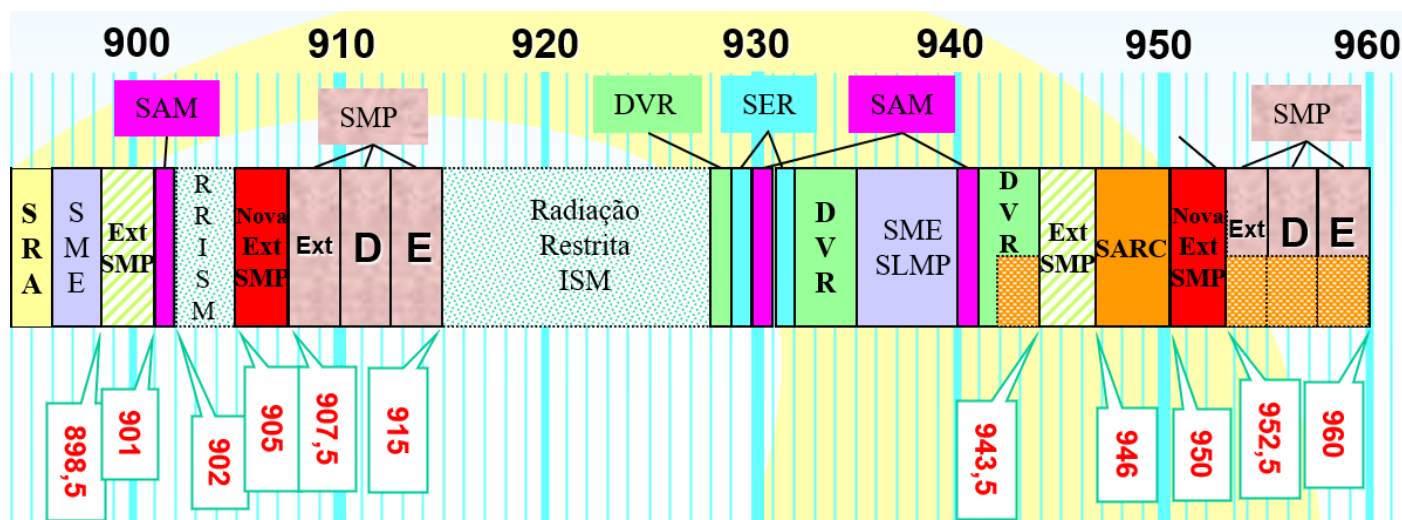 900 910 920 930 940 950 960
SAM
SMP
DVR
SER
SAM
SMP
S
R
A
S
M
E
Ext
SMP
R
R
I
S
M
Nova
Ext
SMP
Ext
D
E
Radiação
Restrita
ISM
D
V
R
SME
SLMP
D
V
R
Ext
SMP
SARC
Nova
Ext
SMP
Ext
D
E
898,5
901
902
905
907,5
915
943,5
946
950
952,5
960